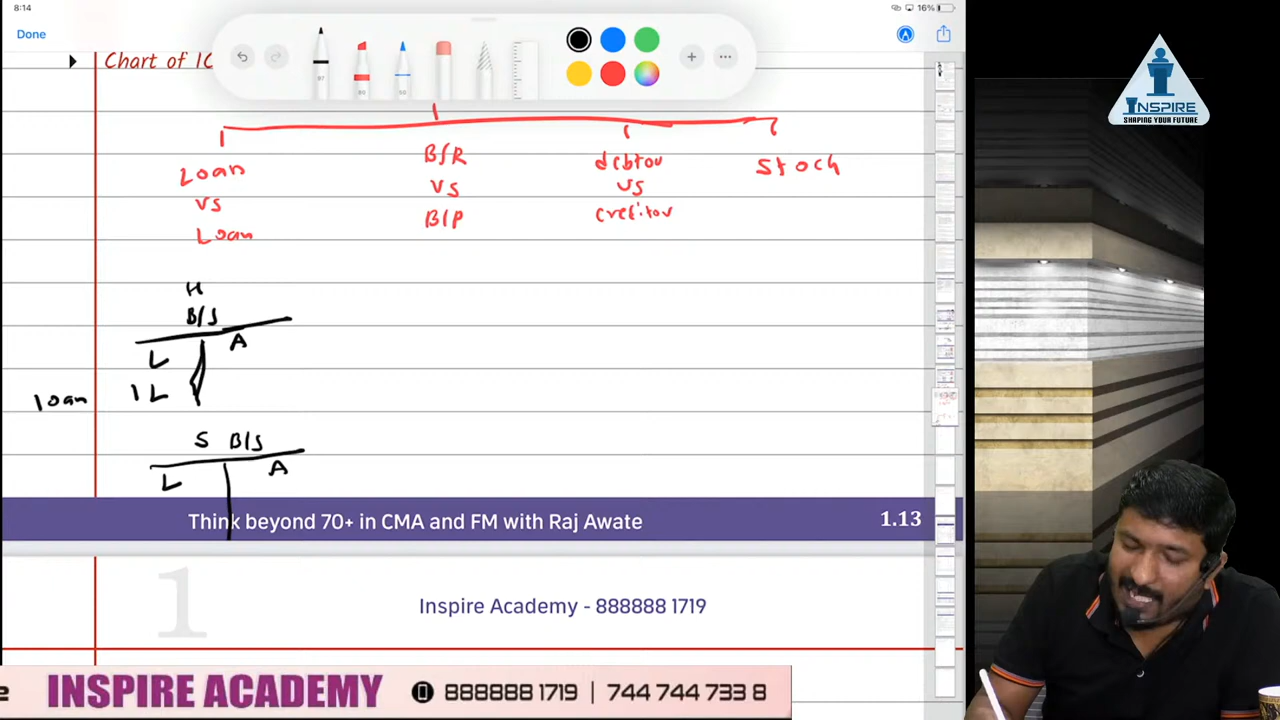 8:14
16%
Done
Chart of IC
Loan
vs
Loan
B/R
vs
B/P
debtor
vs
creditor
Stock
H
B/S
L A
loan 1 L
S B/S
L A
Think beyond 70+ in CMA and FM with Raj Awate 1.13
1
Inspire Academy - 888888 1719
INSPIRE
SHAPING YOUR FUTURE
INSPIRE ACADEMY 888888 1719 | 744 744 733 8